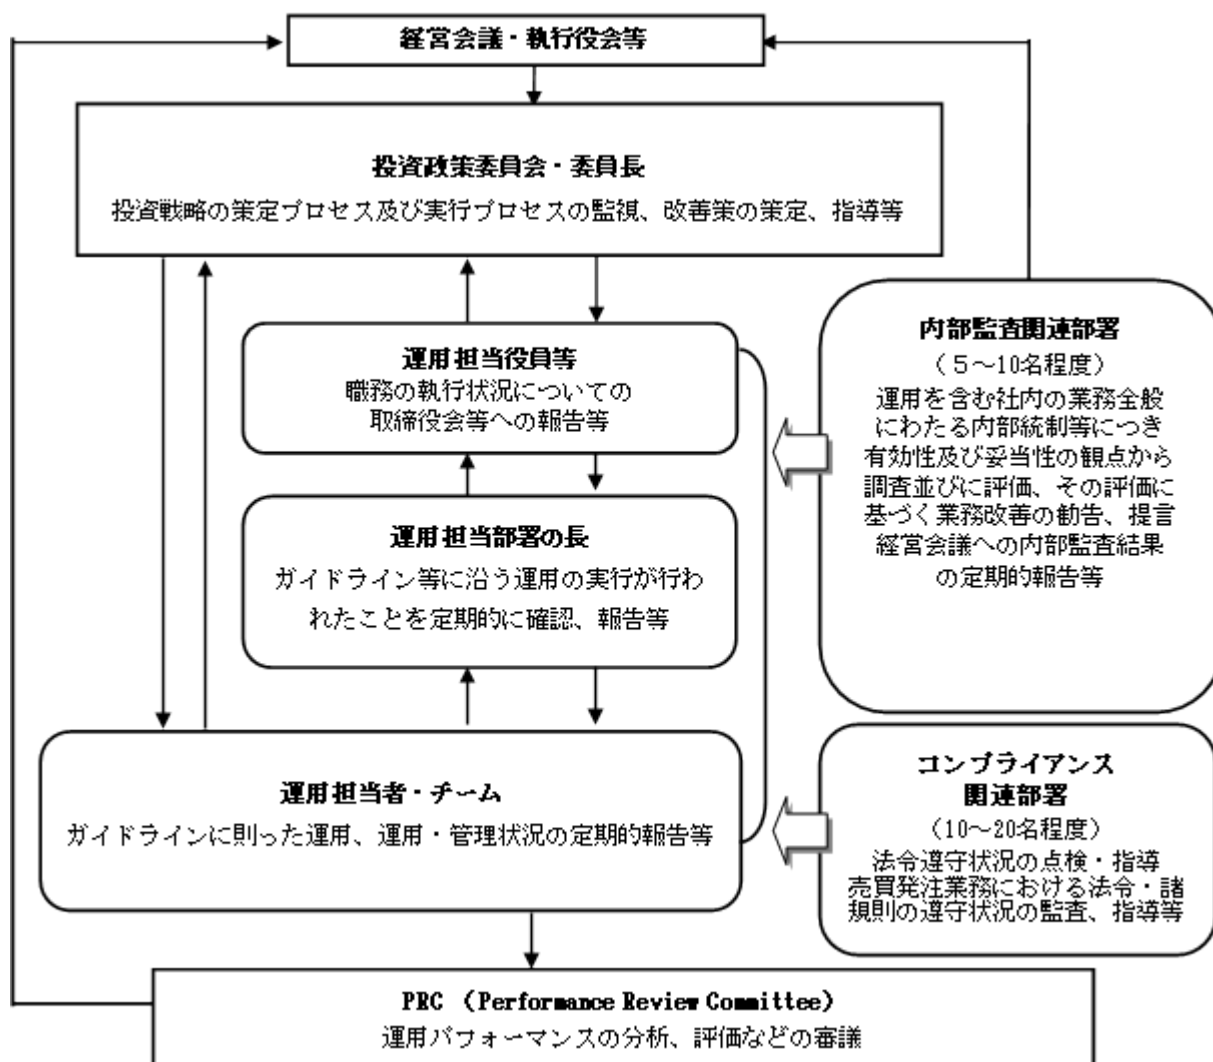 経営会議・執行役会等
投資政策委員会・委員長
投資戦略の策定プロセス及び実行プロセスの監視、改善策の策定、指導等
運用担当役員等
職務の執行状況についての
取締役会等への報告等
運用担当部署の長
ガイドライン等に沿う運用の実行が行わ
れたことを定期的に確認、報告等
運用担当者・チーム
ガイドラインに則った運用、運用・管理状況の定期的報告等
内部監査関連部署
（５～10名程度）
運用を含む社内の業務全般
にわたる内部統制等につき
有効性及び妥当性の観点から
調査並びに評価、その評価に
基づく業務改善の勧告、提言
経営会議への内部監査結果
の定期的報告等
コンプライアンス
関連部署
（10～20名程度）
法令遵守状況の点検・指導
売買発注業務における法令・諸
規則の遵守状況の監査、指導等
PRC （Performance Review Committee）
運用パフォーマンスの分析、評価などの審議